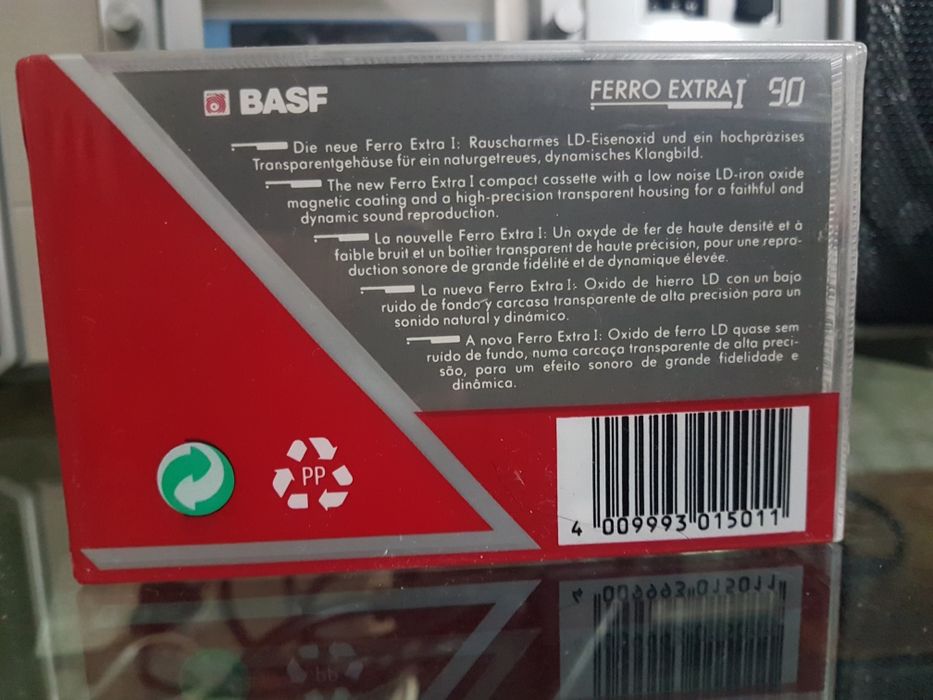 BASF
FERRO EXTRA I 90
Die neue Ferro Extra I: Rauscharmes LD-Eisenoxid und ein hochpräzises
Transparentgehäuse für ein naturgetreues, dynamisches Klangbild.
The new Ferro Extra I compact cassette with a low noise LD-iron oxide
magnetic coating and a high-precision transparent housing for a faithful and
dynamic sound reproduction.
La nouvelle Ferro Extra I: Un oxyde de fer de haute densité et à
faible bruit et un boîtier transparent de haute précision, pour une repro-
duction sonore de grande fidélité et de dynamique élevée.
La nueva Ferro Extra I: Oxido de hierro LD con un bajo
ruido de fondo y carcasa transparente de alta precisión para un
sonido natural y dinámico.
A nova Ferro Extra I: Oxido de ferro LD quase sem
ruido de fundo, numa carcaça transparente de alta preci-
são, para um efeito sonoro de grande fidelidade e
dinâmica.
PP
4 009993 015011